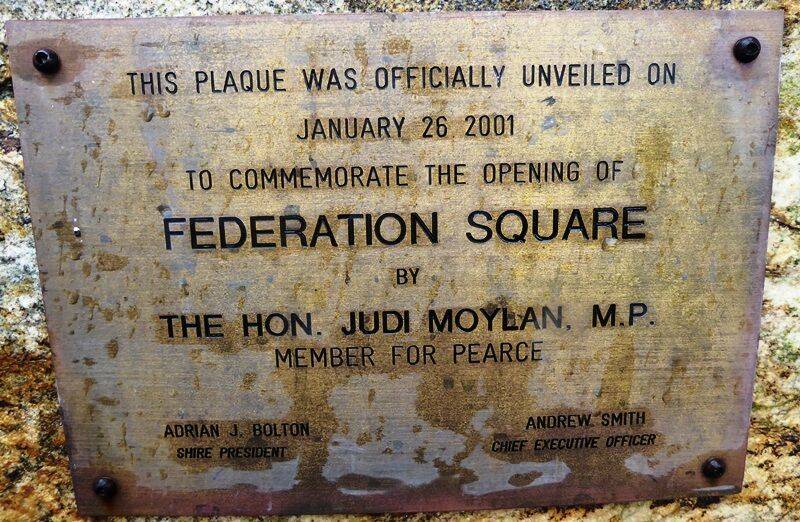 THIS PLAQUE WAS OFFICIALLY UNVEILED ON
JANUARY 26 2001
TO COMMEMORATE THE OPENING OF
FEDERATION SQUARE
BY
THE HON. JUDI MOYLAN, M.P.
MEMBER FOR PEARCE
ADRIAN J. BOLTON
SHIRE PRESIDENT
ANDREW SMITH
CHIEF EXECUTIVE OFFICER